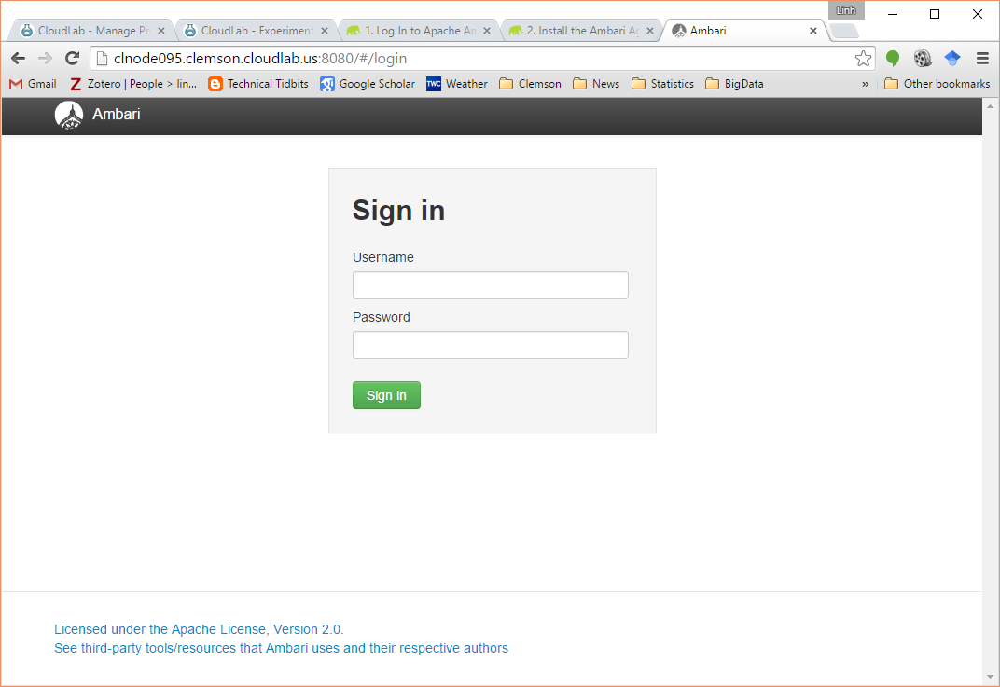 Linh
CloudLab - Manage Pr
CloudLab - Experiment
1. Log In to Apache Am
2. Install the Ambari Ag
Ambari
clnode095.clemson.cloudlab.us:8080/#/login
Gmail
Zotero | People > lin...
Technical Tidbits
Google Scholar
TWC
Weather
Clemson
News
Statistics
BigData
»
Other bookmarks
Ambari
Sign in
Username
Password
Sign in
Licensed under the Apache License, Version 2.0.
See third-party tools/resources that Ambari uses and their respective authors